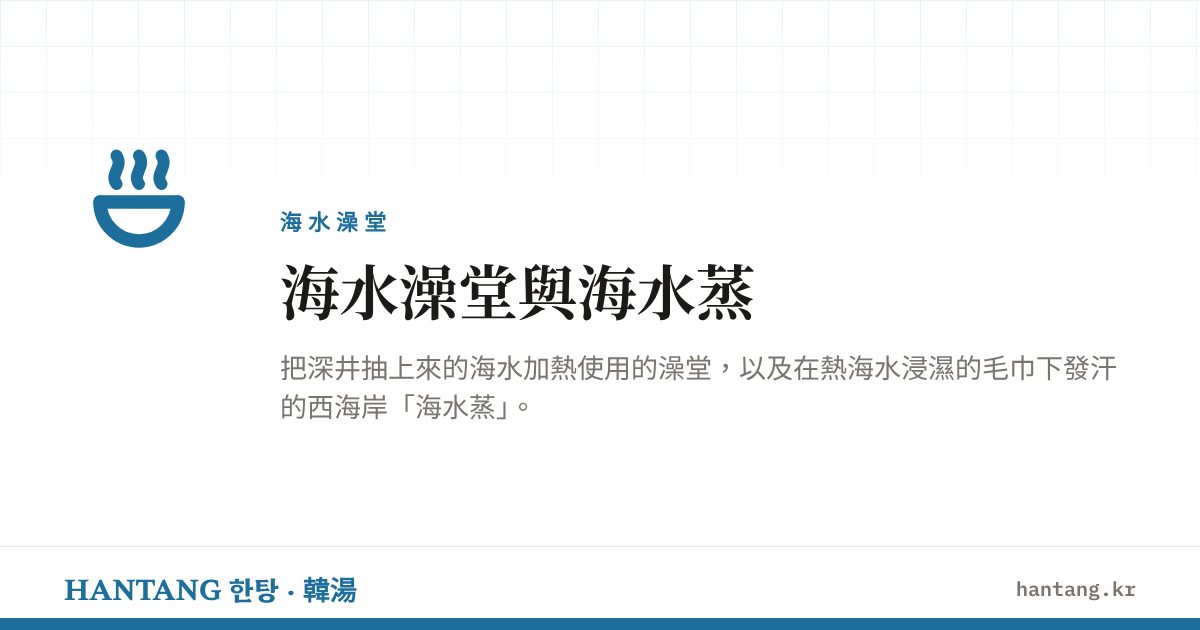 海水澡堂
海水澡堂與海水蒸
把深井抽上來的海水加熱使用的澡堂，以及在熱海水浸濕的毛巾下發汗
的西海岸「海水蒸」。
HANTANG 한탕 · 韓湯
hantang.kr